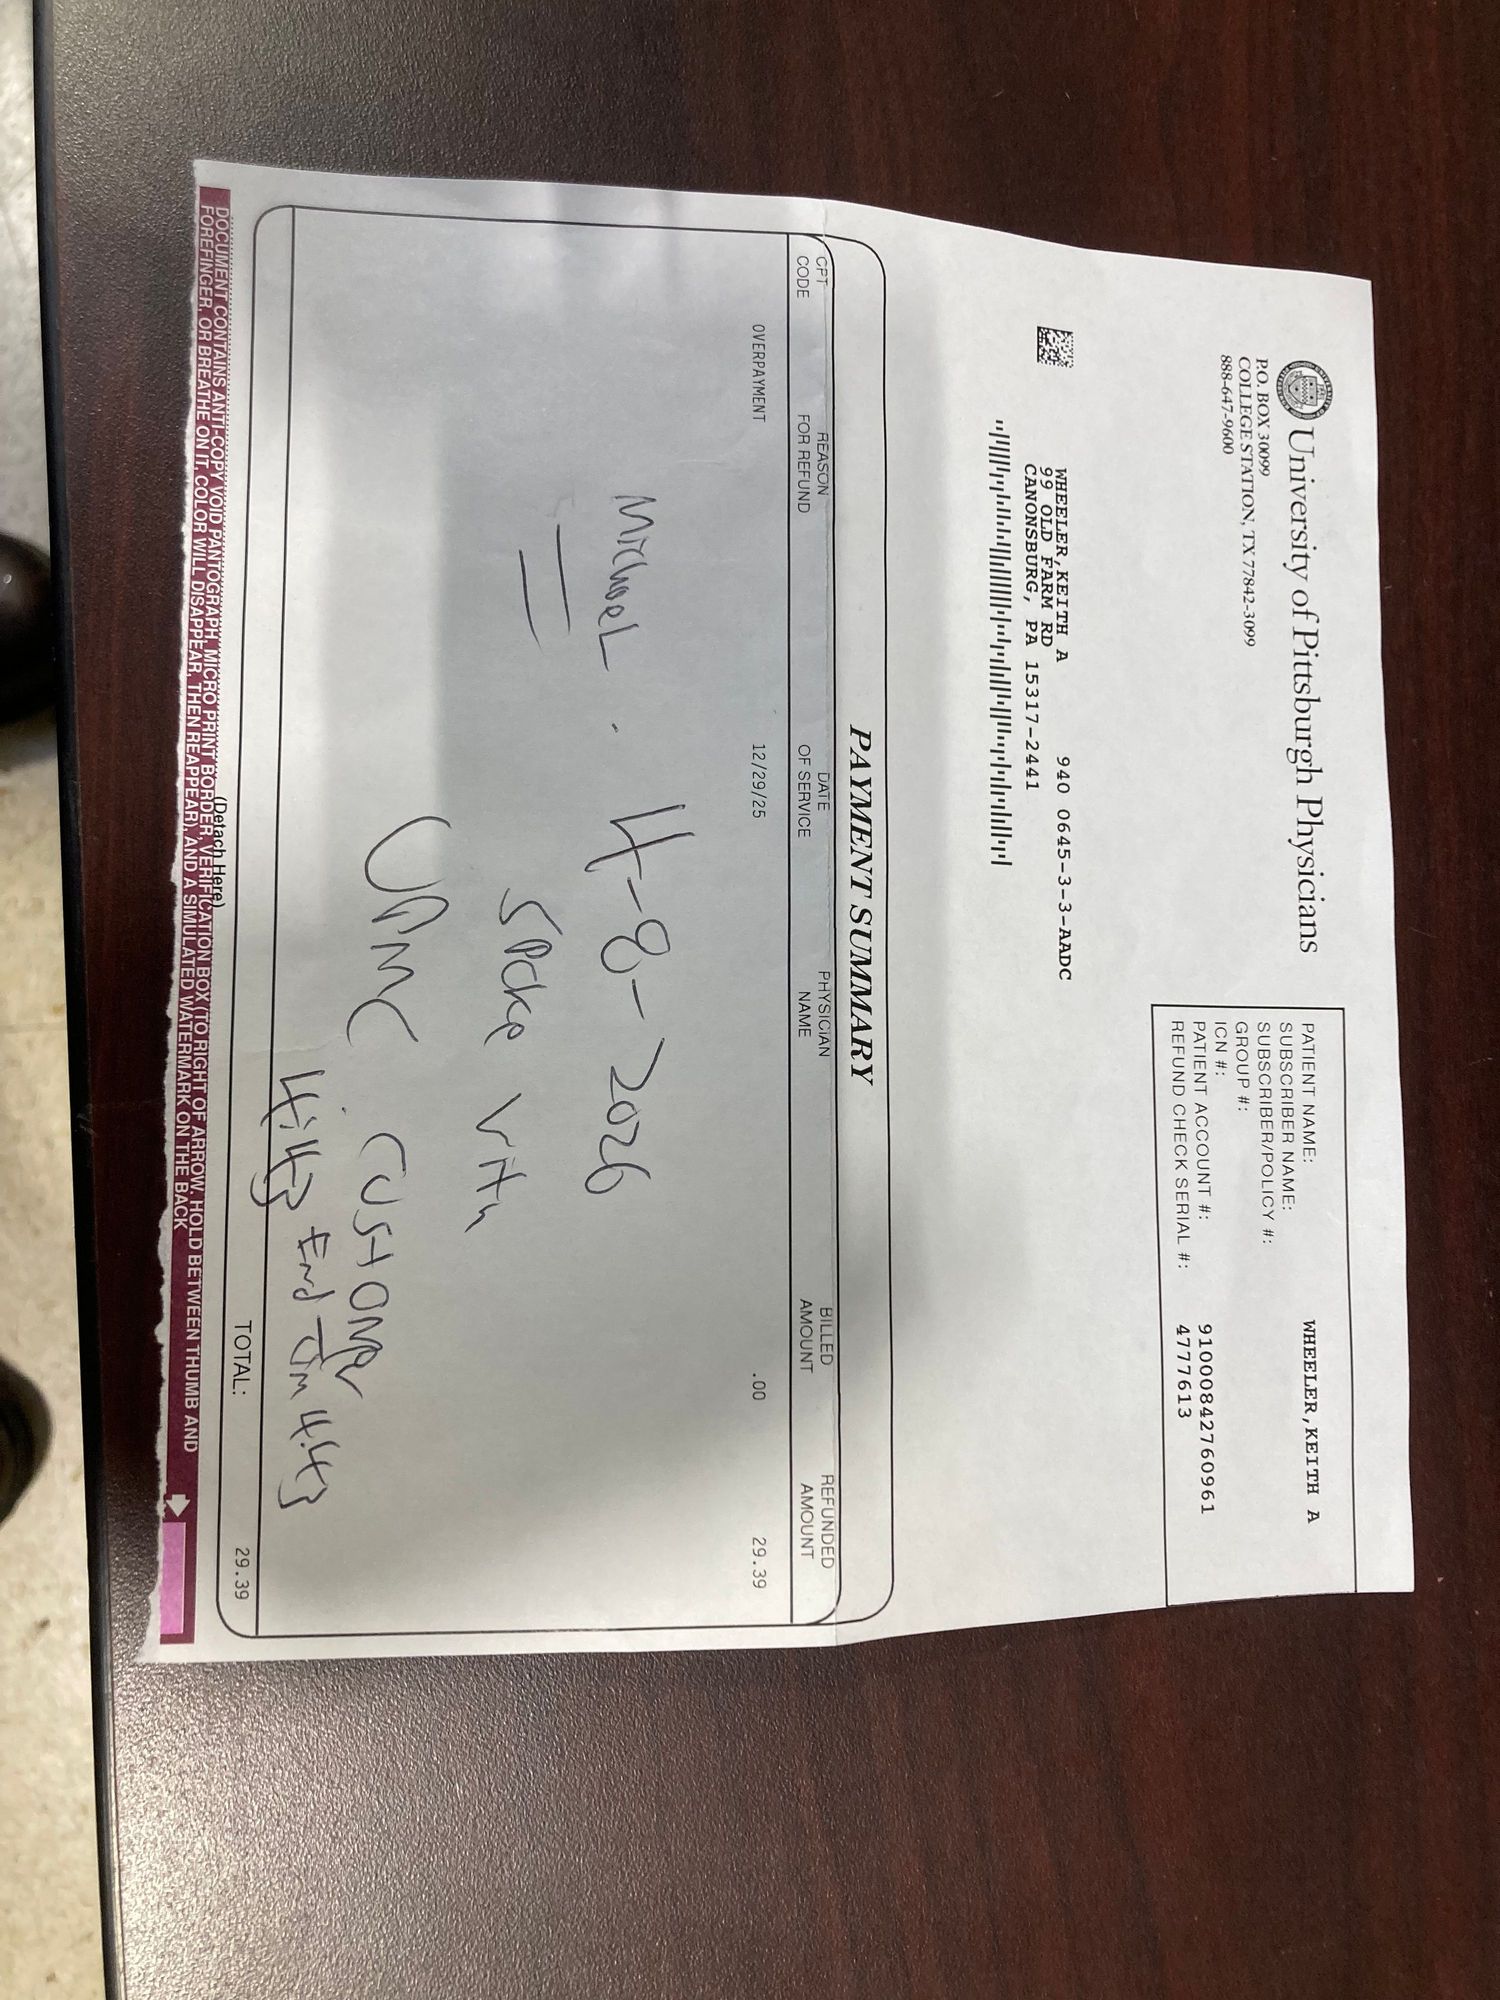 University of Pittsburgh Physicians
P.O. BOX 30099
COLLEGE STATION, TX 77842-3099
888-647-9600
PATIENT NAME: WHEELER,KEITH A
SUBSCRIBER NAME:
SUBSCRIBER/POLICY #:
GROUP #:
ICN #:
PATIENT ACCOUNT #: 91000842760961
REFUND CHECK SERIAL #: 4777613
WHEELER,KEITH A 940 0645-3-3-AADC
99 OLD FARM RD
CANONSBURG, PA 15317-2441
PAYMENT SUMMARY
CPT CODE REASON FOR REFUND DATE OF SERVICE PHYSICIAN NAME BILLED AMOUNT REFUNDED AMOUNT
OVERPAYMENT 12/29/25 .00 29.39
Michael . 4-8-2026
Spoke with
UPMC Customer
End Tim
TOTAL: 29.39
(Detach Here)
DOCUMENT CONTAINS ANTI-COPY VOID PANTOGRAPH, MICRO PRINT BORDER, VERIFICATION BOX (TO RIGHT OF ARROW. HOLD BETWEEN THUMB AND
FOREFINGER, OR BREATHE ON IT, COLOR WILL DISAPPEAR, THEN REAPPEAR), AND A SIMULATED WATERMARK ON THE BACK